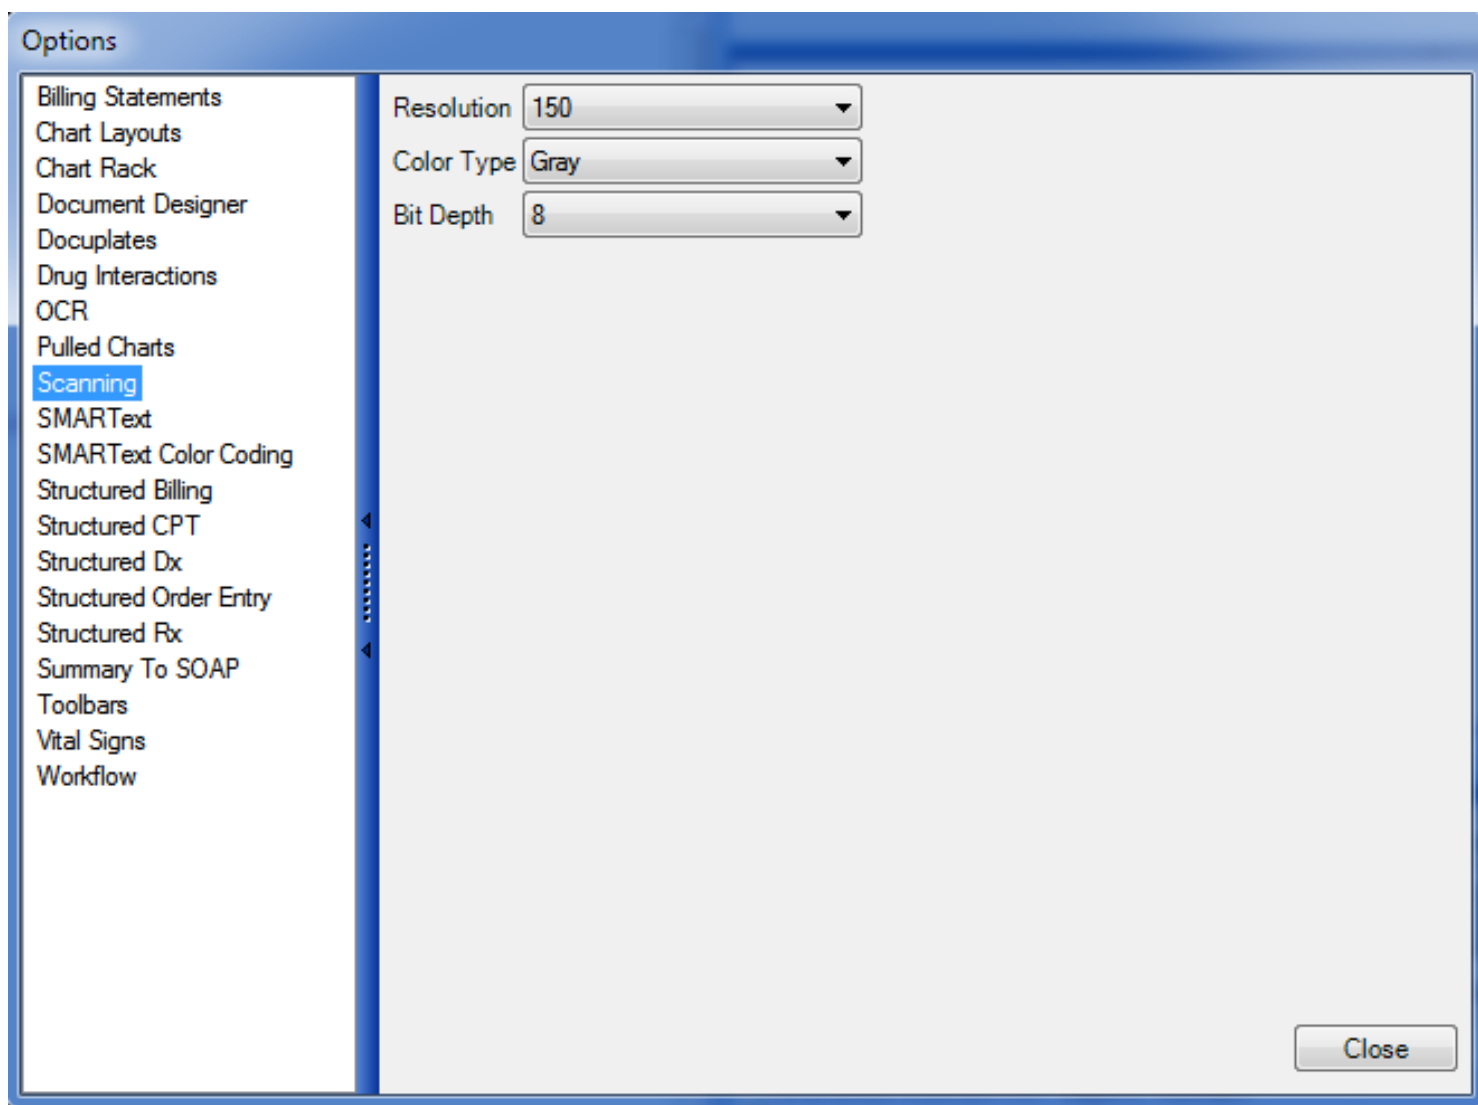 Options
Billing Statements
Chart Layouts
Chart Rack
Document Designer
Docuplates
Drug Interactions
OCR
Pulled Charts
Scanning
SMARText
SMARText Color Coding
Structured Billing
Structured CPT
Structured Dx
Structured Order Entry
Structured Rx
Summary To SOAP
Toolbars
Vital Signs
Workflow
Resolution 150
Color Type Gray
Bit Depth 8
Close